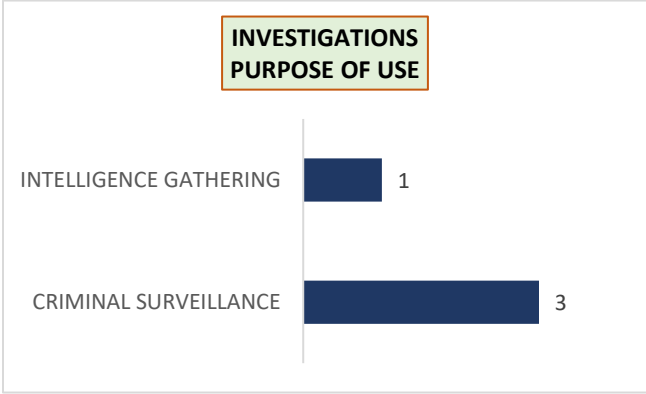 INVESTIGATIONS
PURPOSE OF USE
INTELLIGENCE GATHERING 1
CRIMINAL SURVEILLANCE 3